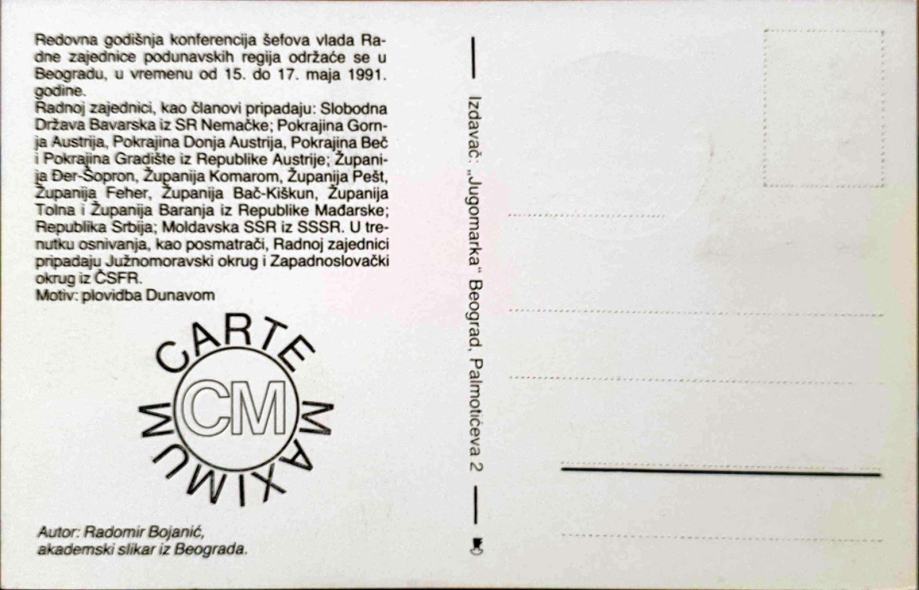 Redovna godišnja konferencija šefova vlada Ra-
dne zajednice podunavskih regija održaće se u
Beogradu, u vremenu od 15. do 17. maja 1991.
godine.
Radnoj zajednici, kao članovi pripadaju: Slobodna
Država Bavarska iz SR Nemačke; Pokrajina Gorn-
ja Austrija, Pokrajina Donja Austrija, Pokrajina Beč
i Pokrajina Gradište iz Republike Austrije; Župani-
ja Đer-Šopron, Županija Komarom, Županija Pešt,
Županija Feher, Županija Bač-Kiškun, Županija
Tolna i Županija Baranja iz Republike Mađarske;
Republika Srbija; Moldavska SSR iz SSSR. U tre-
nutku osnivanja, kao posmatrači, Radnoj zajednici
pripadaju Južnomoravski okrug i Zapadnoslovački
okrug iz ČSFR.
Motiv: plovidba Dunavom
CARTE MAXIMUM
CM
Autor: Radomir Bojanić,
akademski slikar iz Beograda.
Izdavač: „Jugomarka“ Beograd, Palmotićeva 2